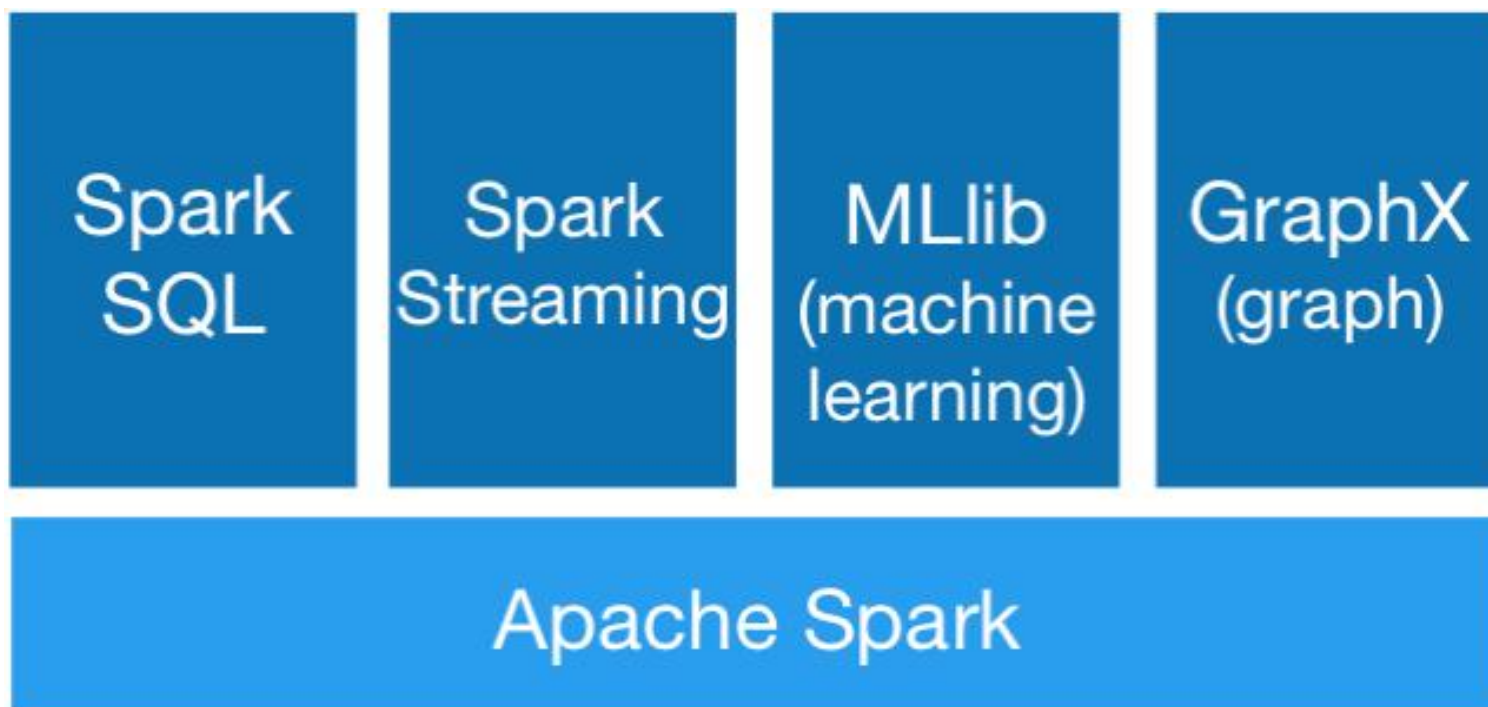 Spark
SQL
Spark
Streaming
MLlib
(machine
learning)
GraphX
(graph)
Apache Spark